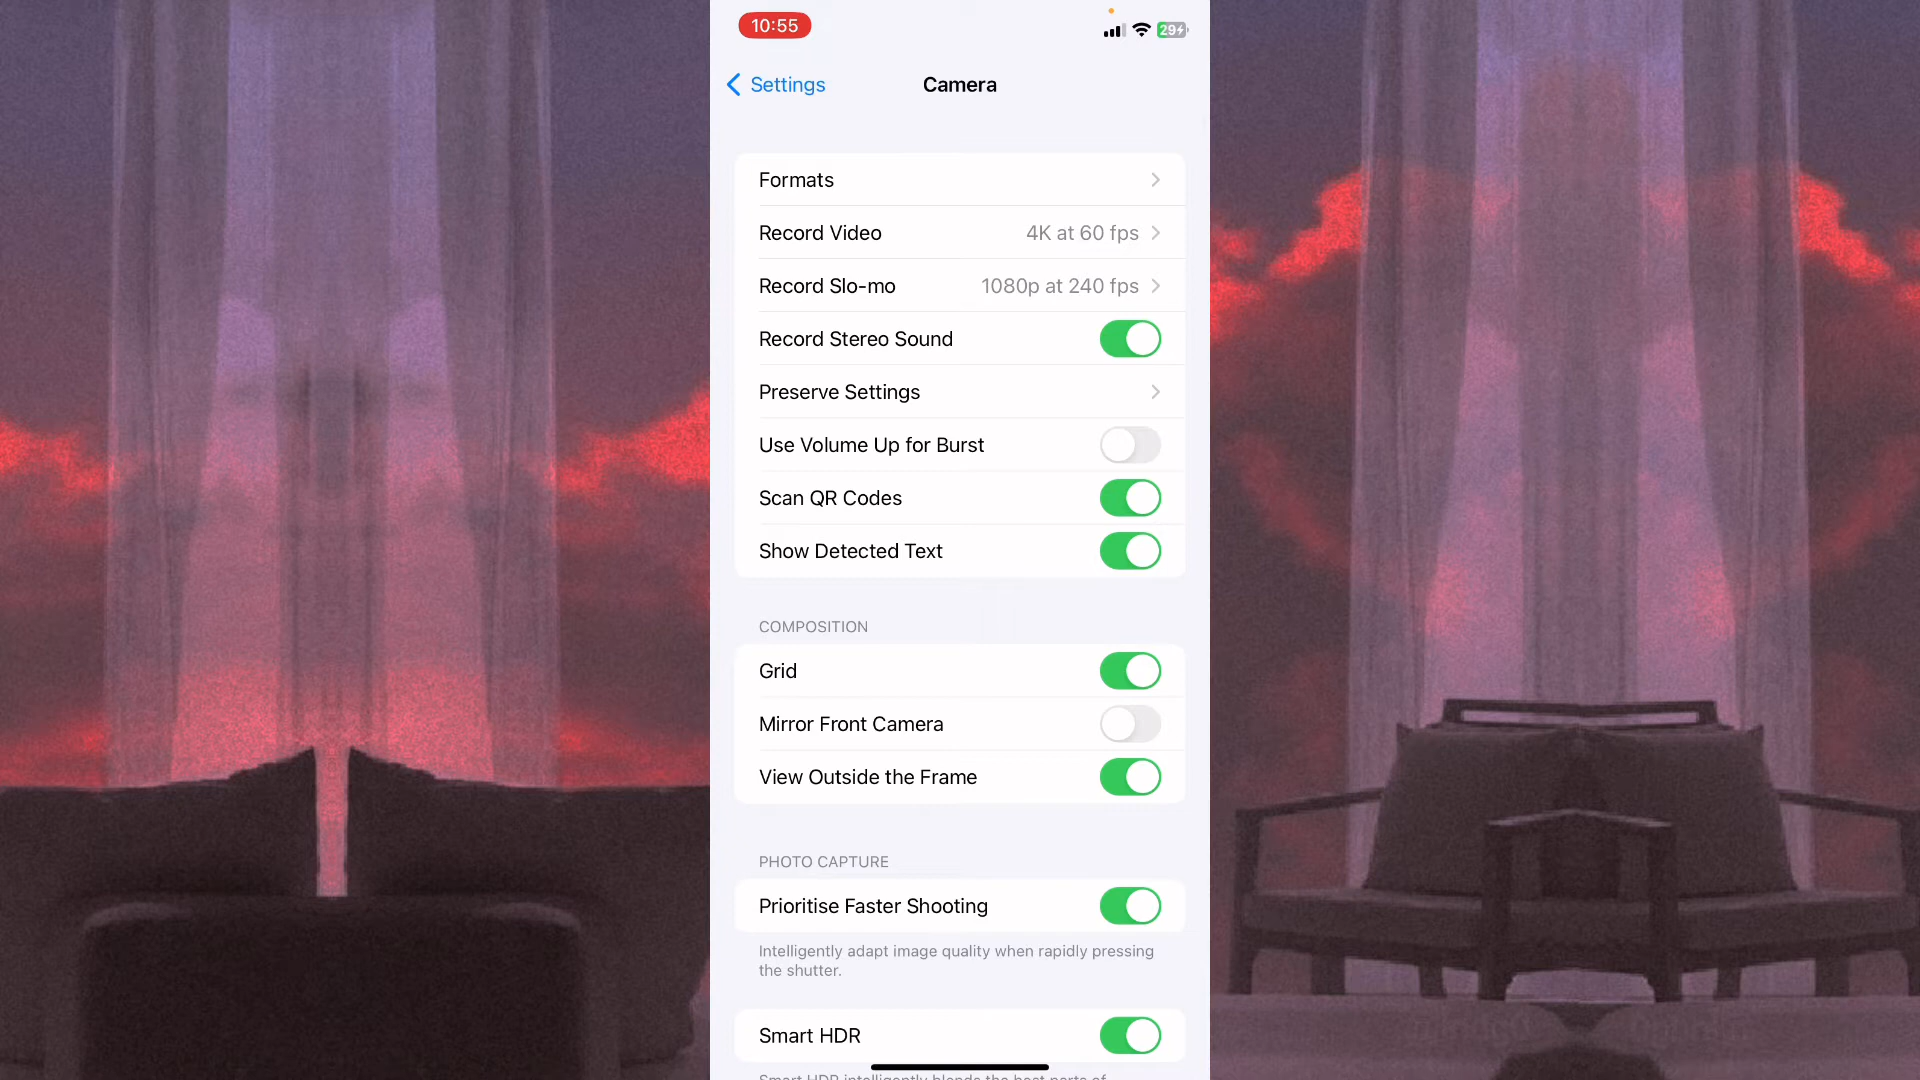 10:55
29
Settings
Camera
Formats
Record Video
4K at 60 fps
Record Slo-mo
1080p at 240 fps
Record Stereo Sound
Preserve Settings
Use Volume Up for Burst
Scan QR Codes
Show Detected Text
COMPOSITION
Grid
Mirror Front Camera
View Outside the Frame
PHOTO CAPTURE
Prioritise Faster Shooting
Intelligently adapt image quality when rapidly pressing
the shutter.
Smart HDR
Smart HDR intelligently blends the best parts of